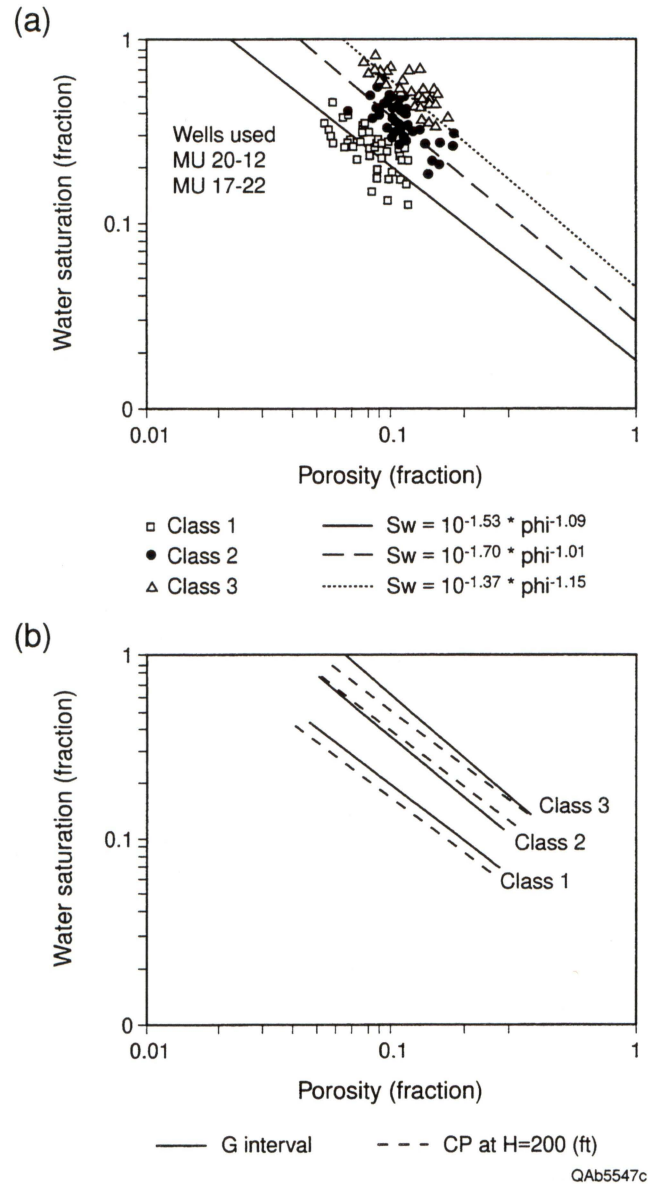 (a)
1
0.1
0
Water saturation (fraction)
Wells used
MU 20-12
MU 17-22
0.01 0.1 1
Porosity (fraction)
Class 1 Sw = 10-1.53 * phi-1.09
Class 2 Sw = 10-1.70 * phi-1.01
Class 3 Sw = 10-1.37 * phi-1.15
(b)
1
0.1
0
Water saturation (fraction)
Class 3
Class 2
Class 1
0.01 0.1 1
Porosity (fraction)
G interval CP at H=200 (ft)
QAb5547c